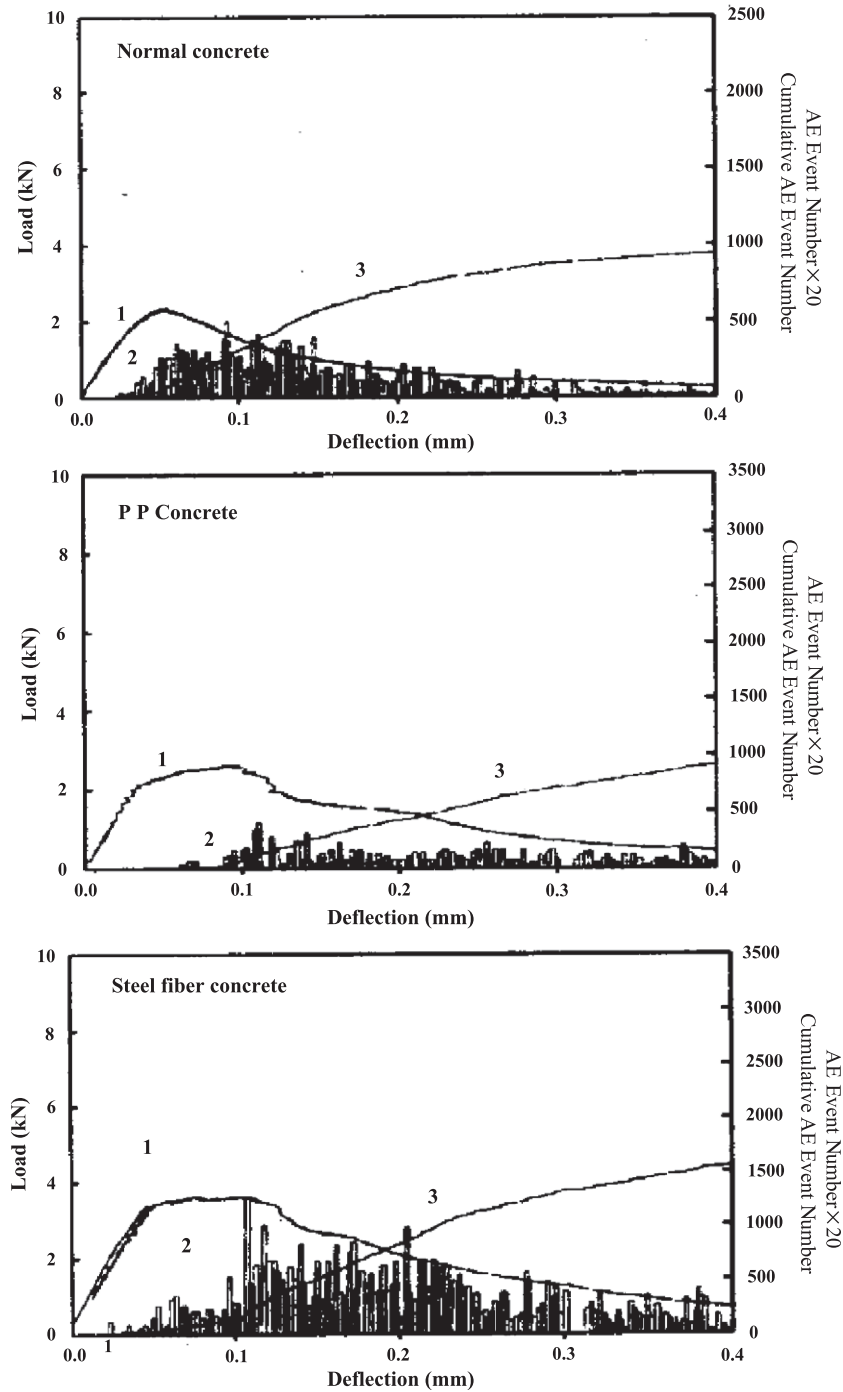 Normal concrete
10
8
6
4
2
0
Load (kN)
1
2
3
2500
2000
1500
1000
500
0
AE Event Number×20
Cumulative AE Event Number
0.0 0.1 0.2 0.3 0.4
Deflection (mm)
P P Concrete
10
8
6
4
2
0
Load (kN)
1
2
3
3500
3000
2500
2000
1500
1000
500
0
AE Event Number×20
Cumulative AE Event Number
0.0 0.1 0.2 0.3 0.4
Deflection (mm)
Steel fiber concrete
10
8
6
4
2
0
Load (kN)
1
2
3
1
3500
3000
2500
2000
1500
1000
500
0
AE Event Number×20
Cumulative AE Event Number
0.0 0.1 0.2 0.3 0.4
Deflection (mm)